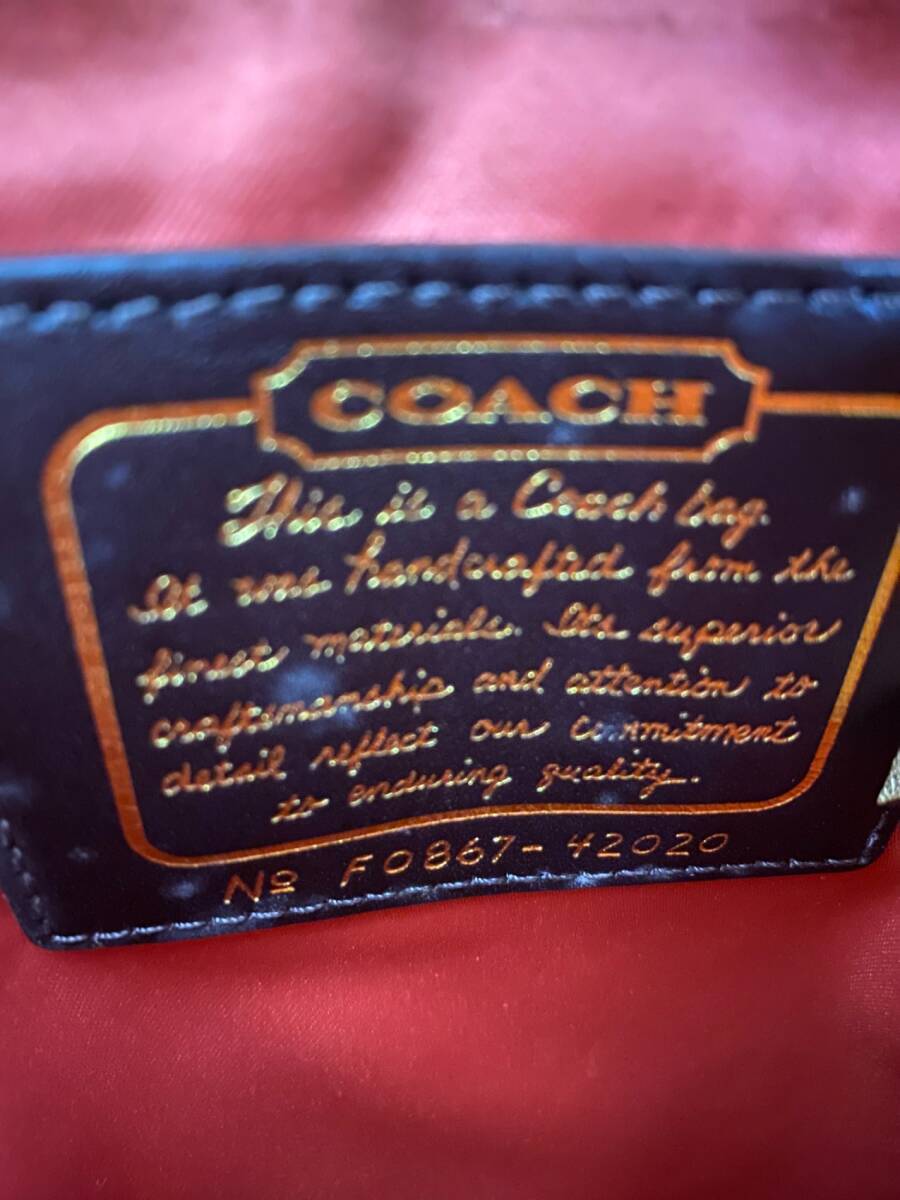 COACH
This is a Coach bag.
It was handcrafted from the
finest materials. Its superior
craftsmanship and attention to
detail reflect our commitment
to enduring quality.
Nº F0867-42020